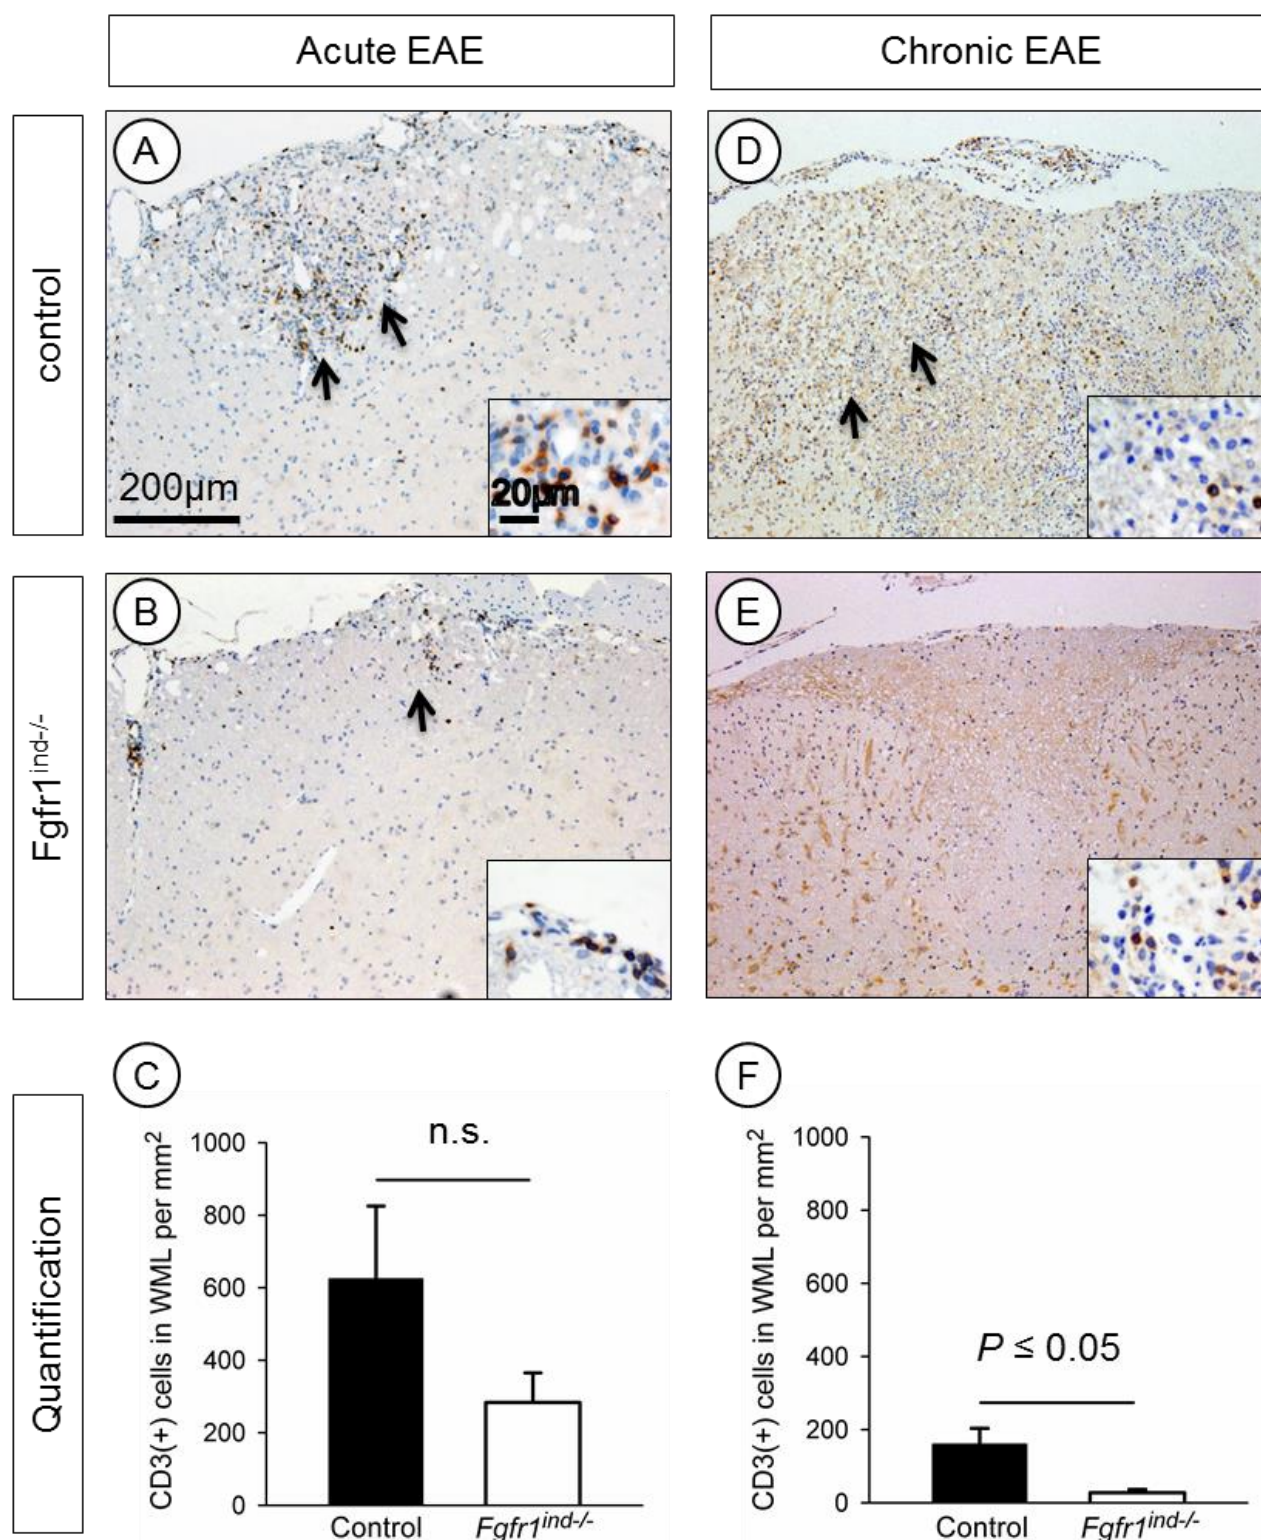 Acute EAE
Chronic EAE
control
A
D
200µm
20µm
Fgfr1ind-/-
B
E
Quantification
C
F
CD3(+) cells in WML per mm2
1000
800
600
400
200
0
n.s.
Control
Fgfr1ind-/-
CD3(+) cells in WML per mm2
1000
800
600
400
200
0
P ≤ 0.05
Control
Fgfr1ind-/-